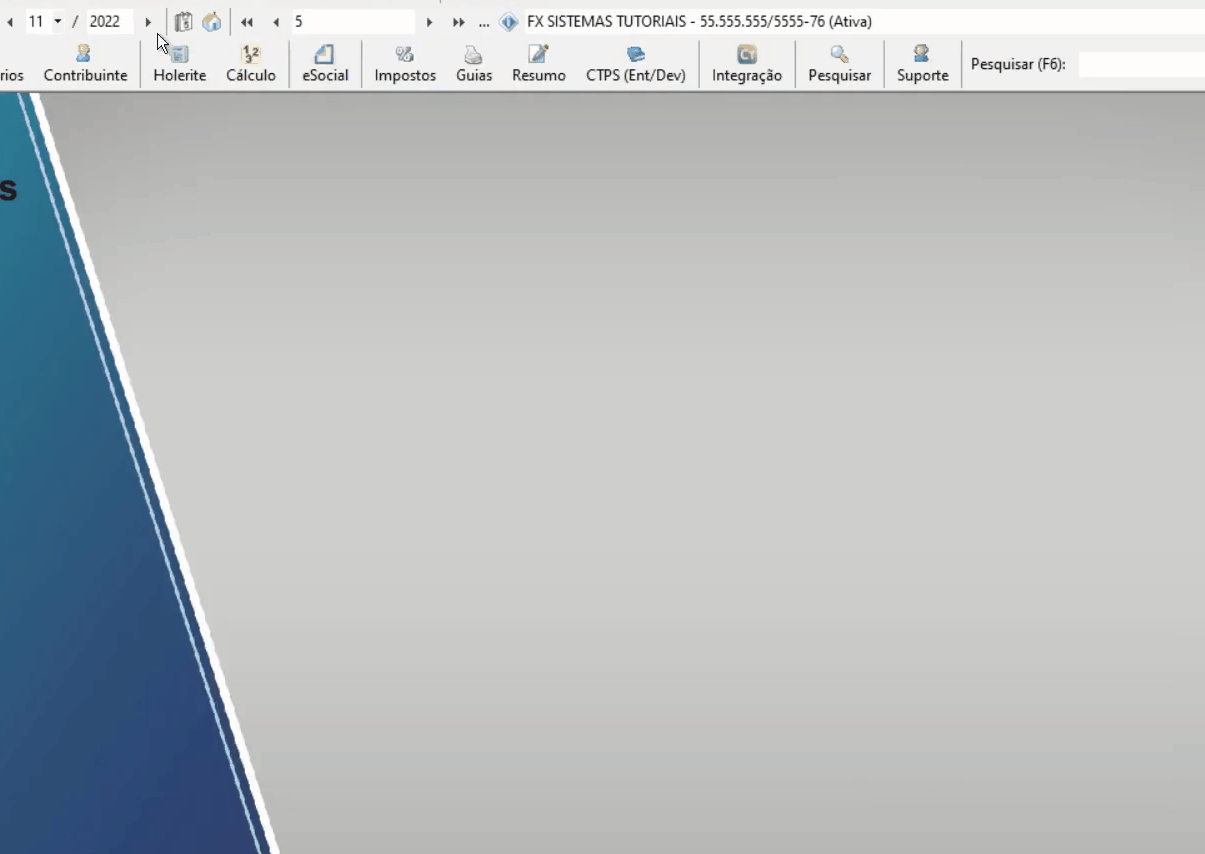 11 / 2022 5 ... FX SISTEMAS TUTORIAIS - 55.555.555/5555-76 (Ativa)
rios Contribuinte Holerite Cálculo eSocial Impostos Guias Resumo CTPS (Ent/Dev) Integração Pesquisar Suporte Pesquisar (F6):
s